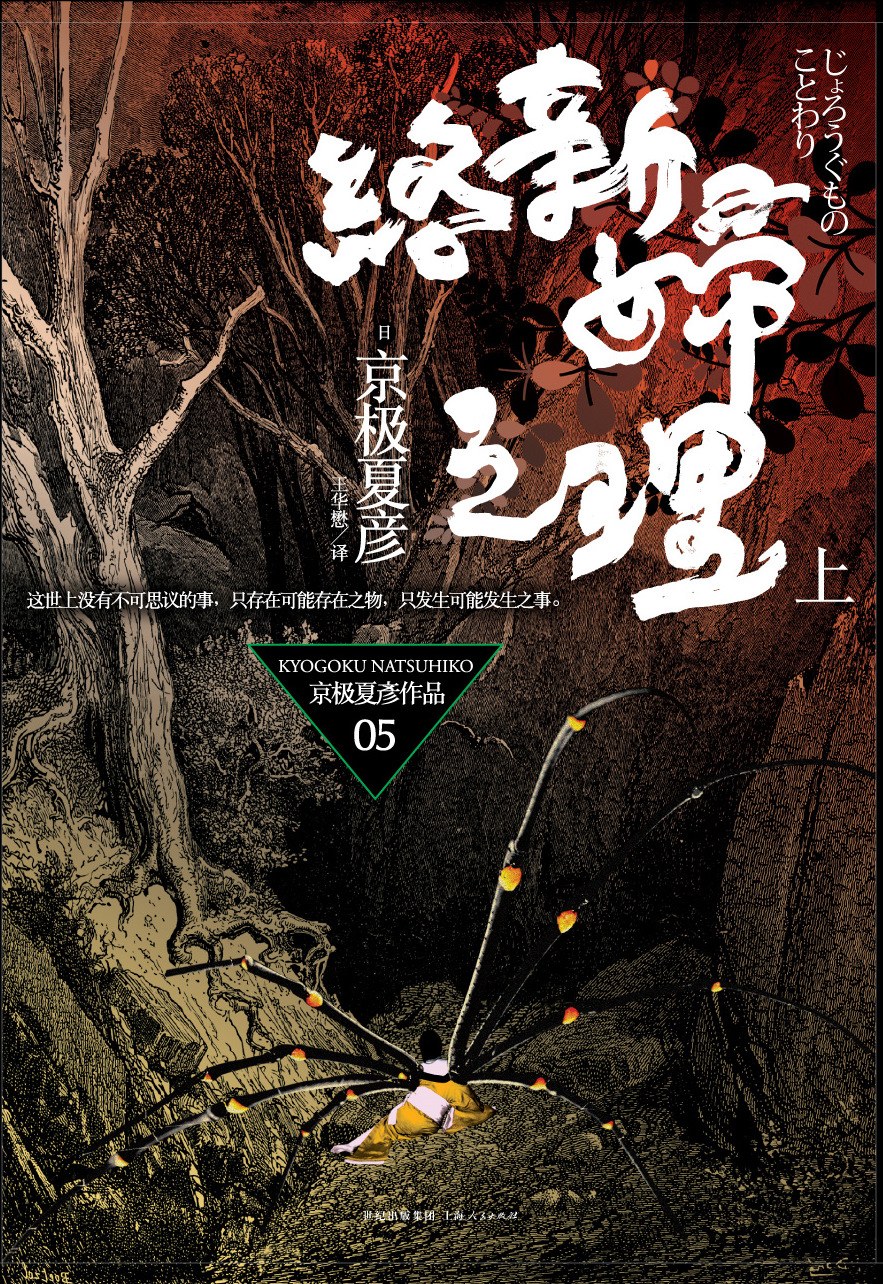 じょろうぐもの
ことわり
絡新婦之理
上
日
京极夏彦
王华懋/译
这世上没有不可思议的事，只存在可能存在之物，只发生可能发生之事。
KYOGOKU NATSUHIKO
京极夏彦作品
05
世纪出版集团 上海人民出版社